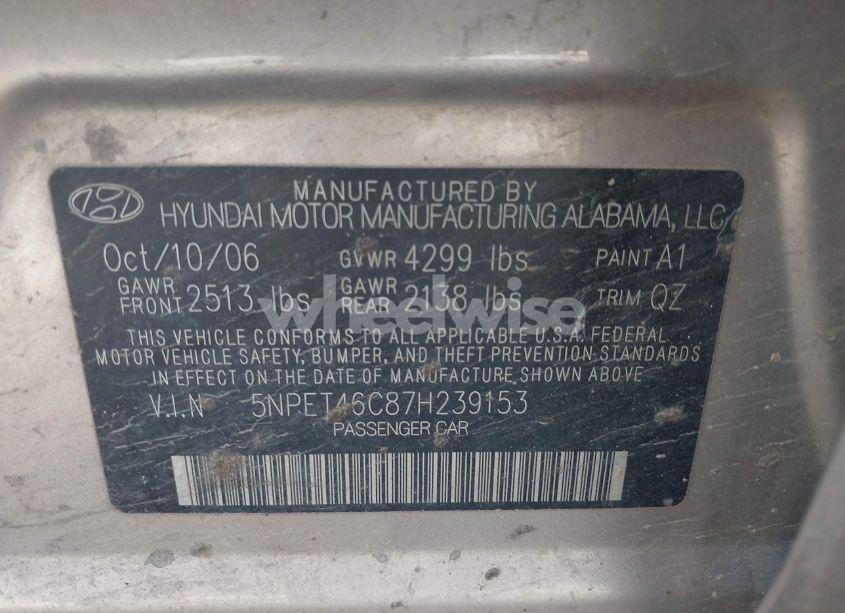 MANUFACTURED BY
HYUNDAI MOTOR MANUFACTURING ALABAMA, LLC
Oct/10/06 GVWR 4299 lbs PAINT A1
GAWR FRONT 2513 lbs GAWR REAR 2138 lbs TRIM QZ
wheelwise
THIS VEHICLE CONFORMS TO ALL APPLICABLE U.S.A. FEDERAL
MOTOR VEHICLE SAFETY, BUMPER, AND THEFT PREVENTION STANDARDS
IN EFFECT ON THE DATE OF MANUFACTURE SHOWN ABOVE
V.I.N 5NPET46C87H239153
PASSENGER CAR